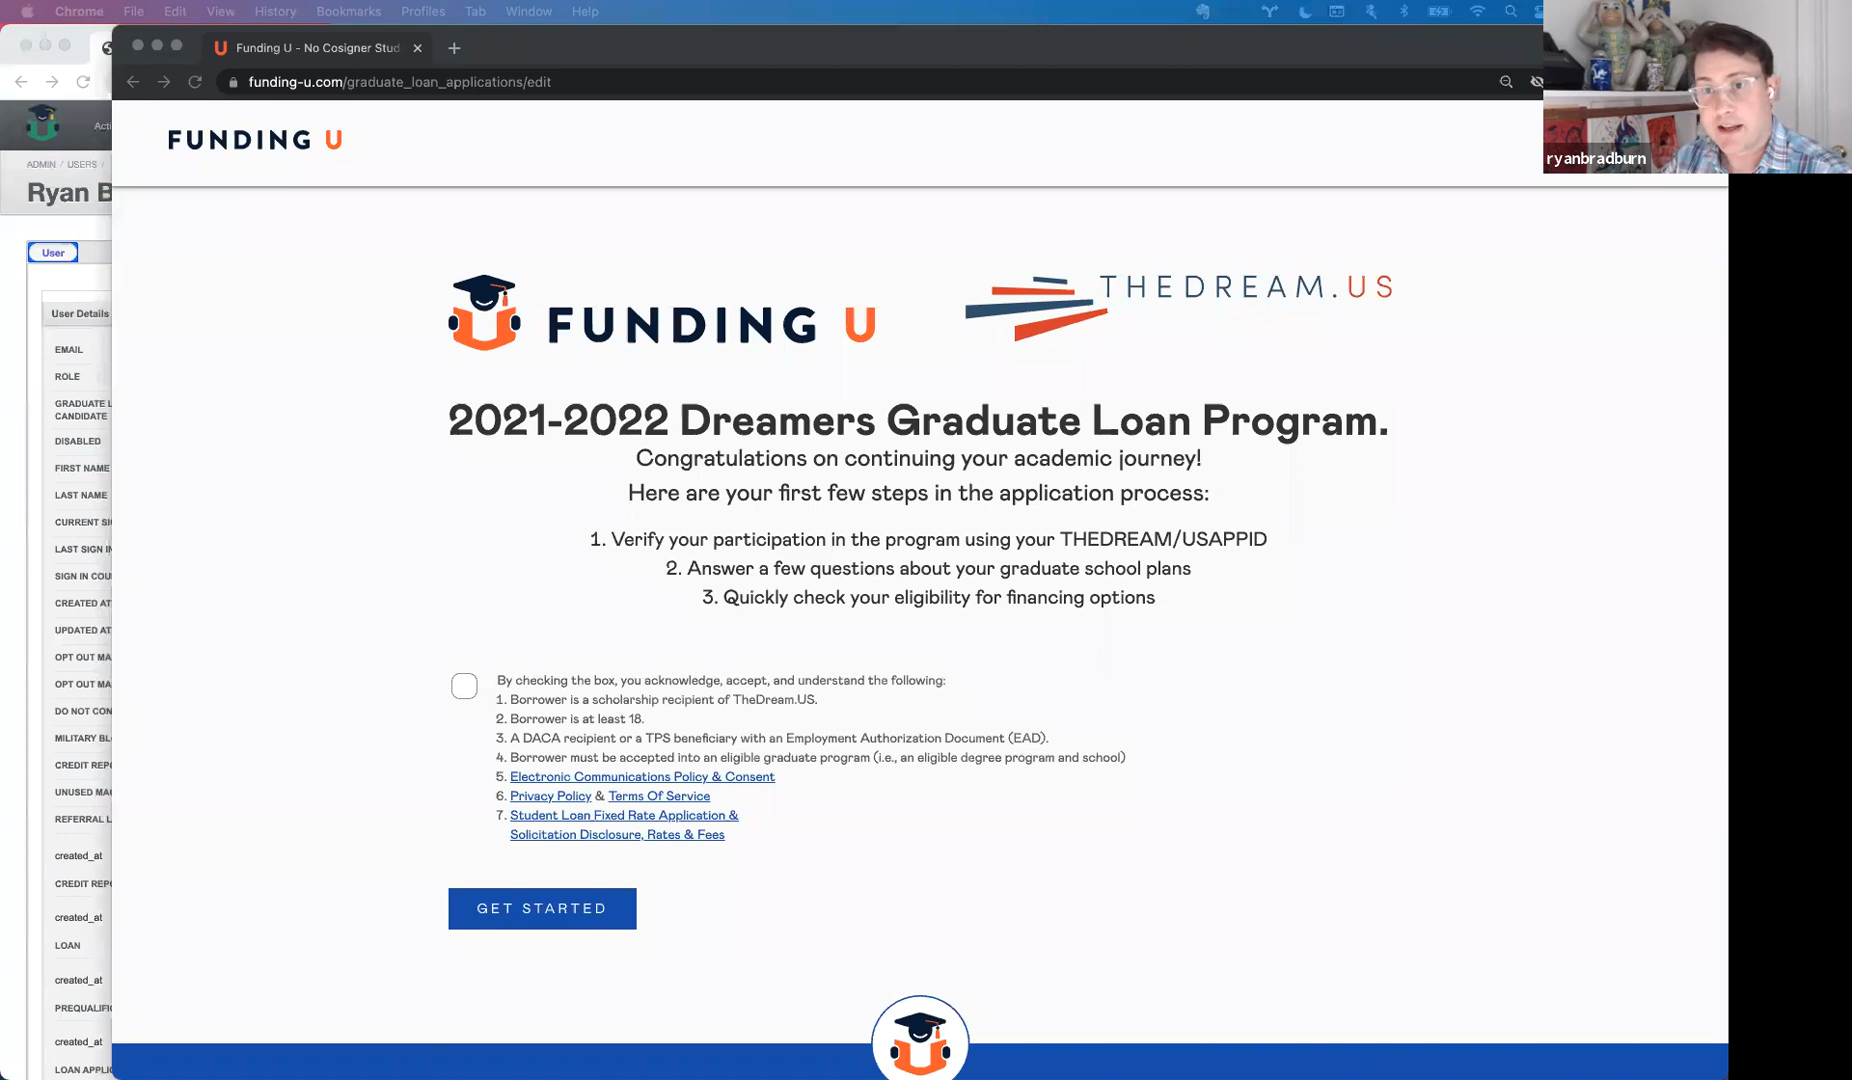 Chrome File Edit View History Bookmarks Profiles Tab Window Help
Funding U - No Cosigner Stud
funding-u.com/graduate_loan_applications/edit
ryanbradburn
ADMIN / USERS /
Ryan B
User
User Details
EMAIL
ROLE
GRADUATE L
CANDIDATE
DISABLED
FIRST NAME
LAST NAME
CURRENT SI
LAST SIGN IN
SIGN IN COU
CREATED AT
UPDATED AT
OPT OUT MA
OPT OUT MA
DO NOT CON
MILITARY BL
CREDIT REPO
UNUSED MA
REFERRAL L
created_at
CREDIT REPO
created_at
LOAN
created_at
PREQUALIFIC
created_at
LOAN APPLIC
FUNDING U
FUNDING U
THEDREAM.US
2021-2022 Dreamers Graduate Loan Program.
Congratulations on continuing your academic journey!
Here are your first few steps in the application process:
1. Verify your participation in the program using your THEDREAM/USAPPID
2. Answer a few questions about your graduate school plans
3. Quickly check your eligibility for financing options
By checking the box, you acknowledge, accept, and understand the following:
1. Borrower is a scholarship recipient of TheDream.US.
2. Borrower is at least 18.
3. A DACA recipient or a TPS beneficiary with an Employment Authorization Document (EAD).
4. Borrower must be accepted into an eligible graduate program (i.e., an eligible degree program and school)
5. Electronic Communications Policy & Consent
6. Privacy Policy & Terms Of Service
7. Student Loan Fixed Rate Application &
Solicitation Disclosure, Rates & Fees
GET STARTED